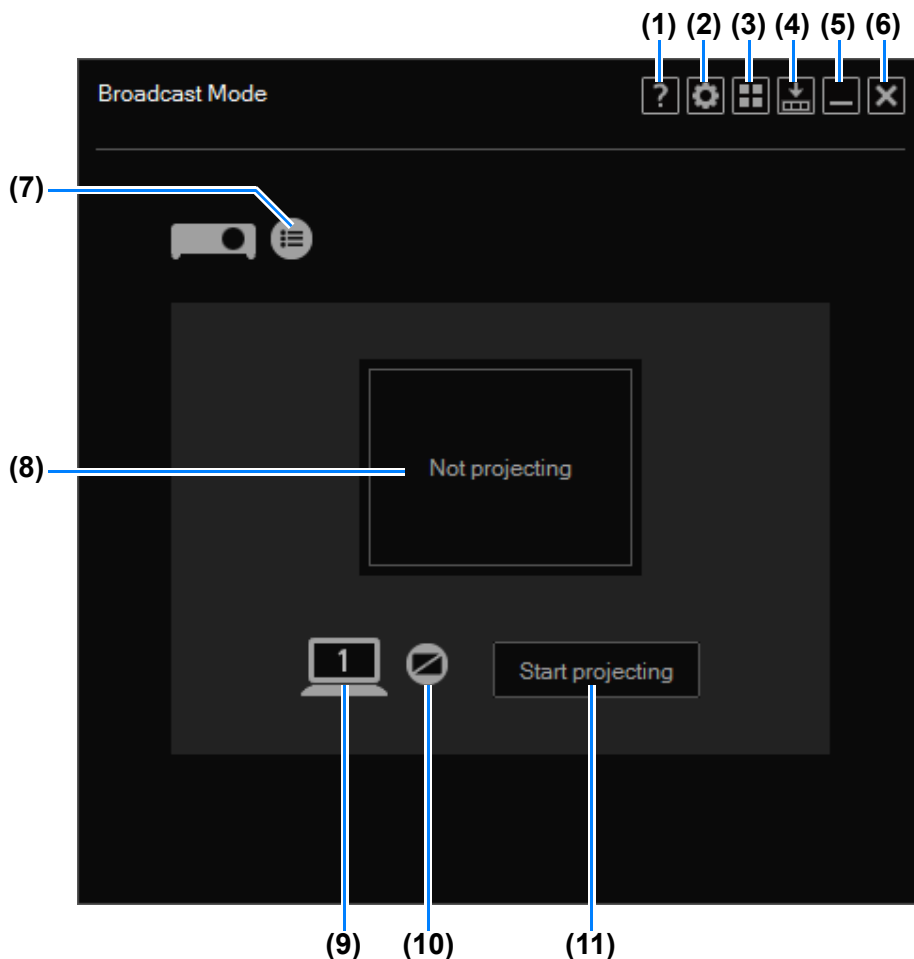 (1) (2) (3) (4) (5) (6)
Broadcast Mode
?
(7)
(8)
Not projecting
1
Start projecting
(9) (10) (11)